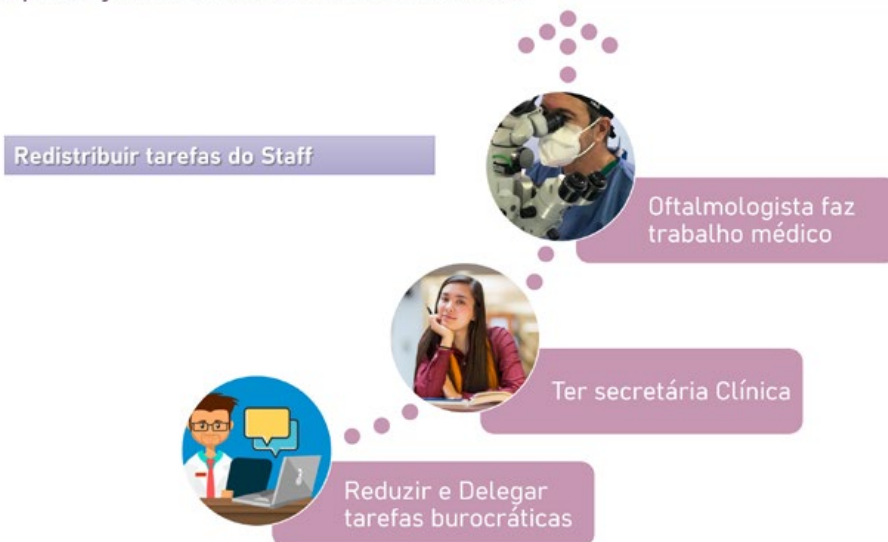 Redistribuir tarefas do Staff
Oftalmologista faz
trabalho médico
Ter secretária Clínica
Reduzir e Delegar
tarefas burocráticas